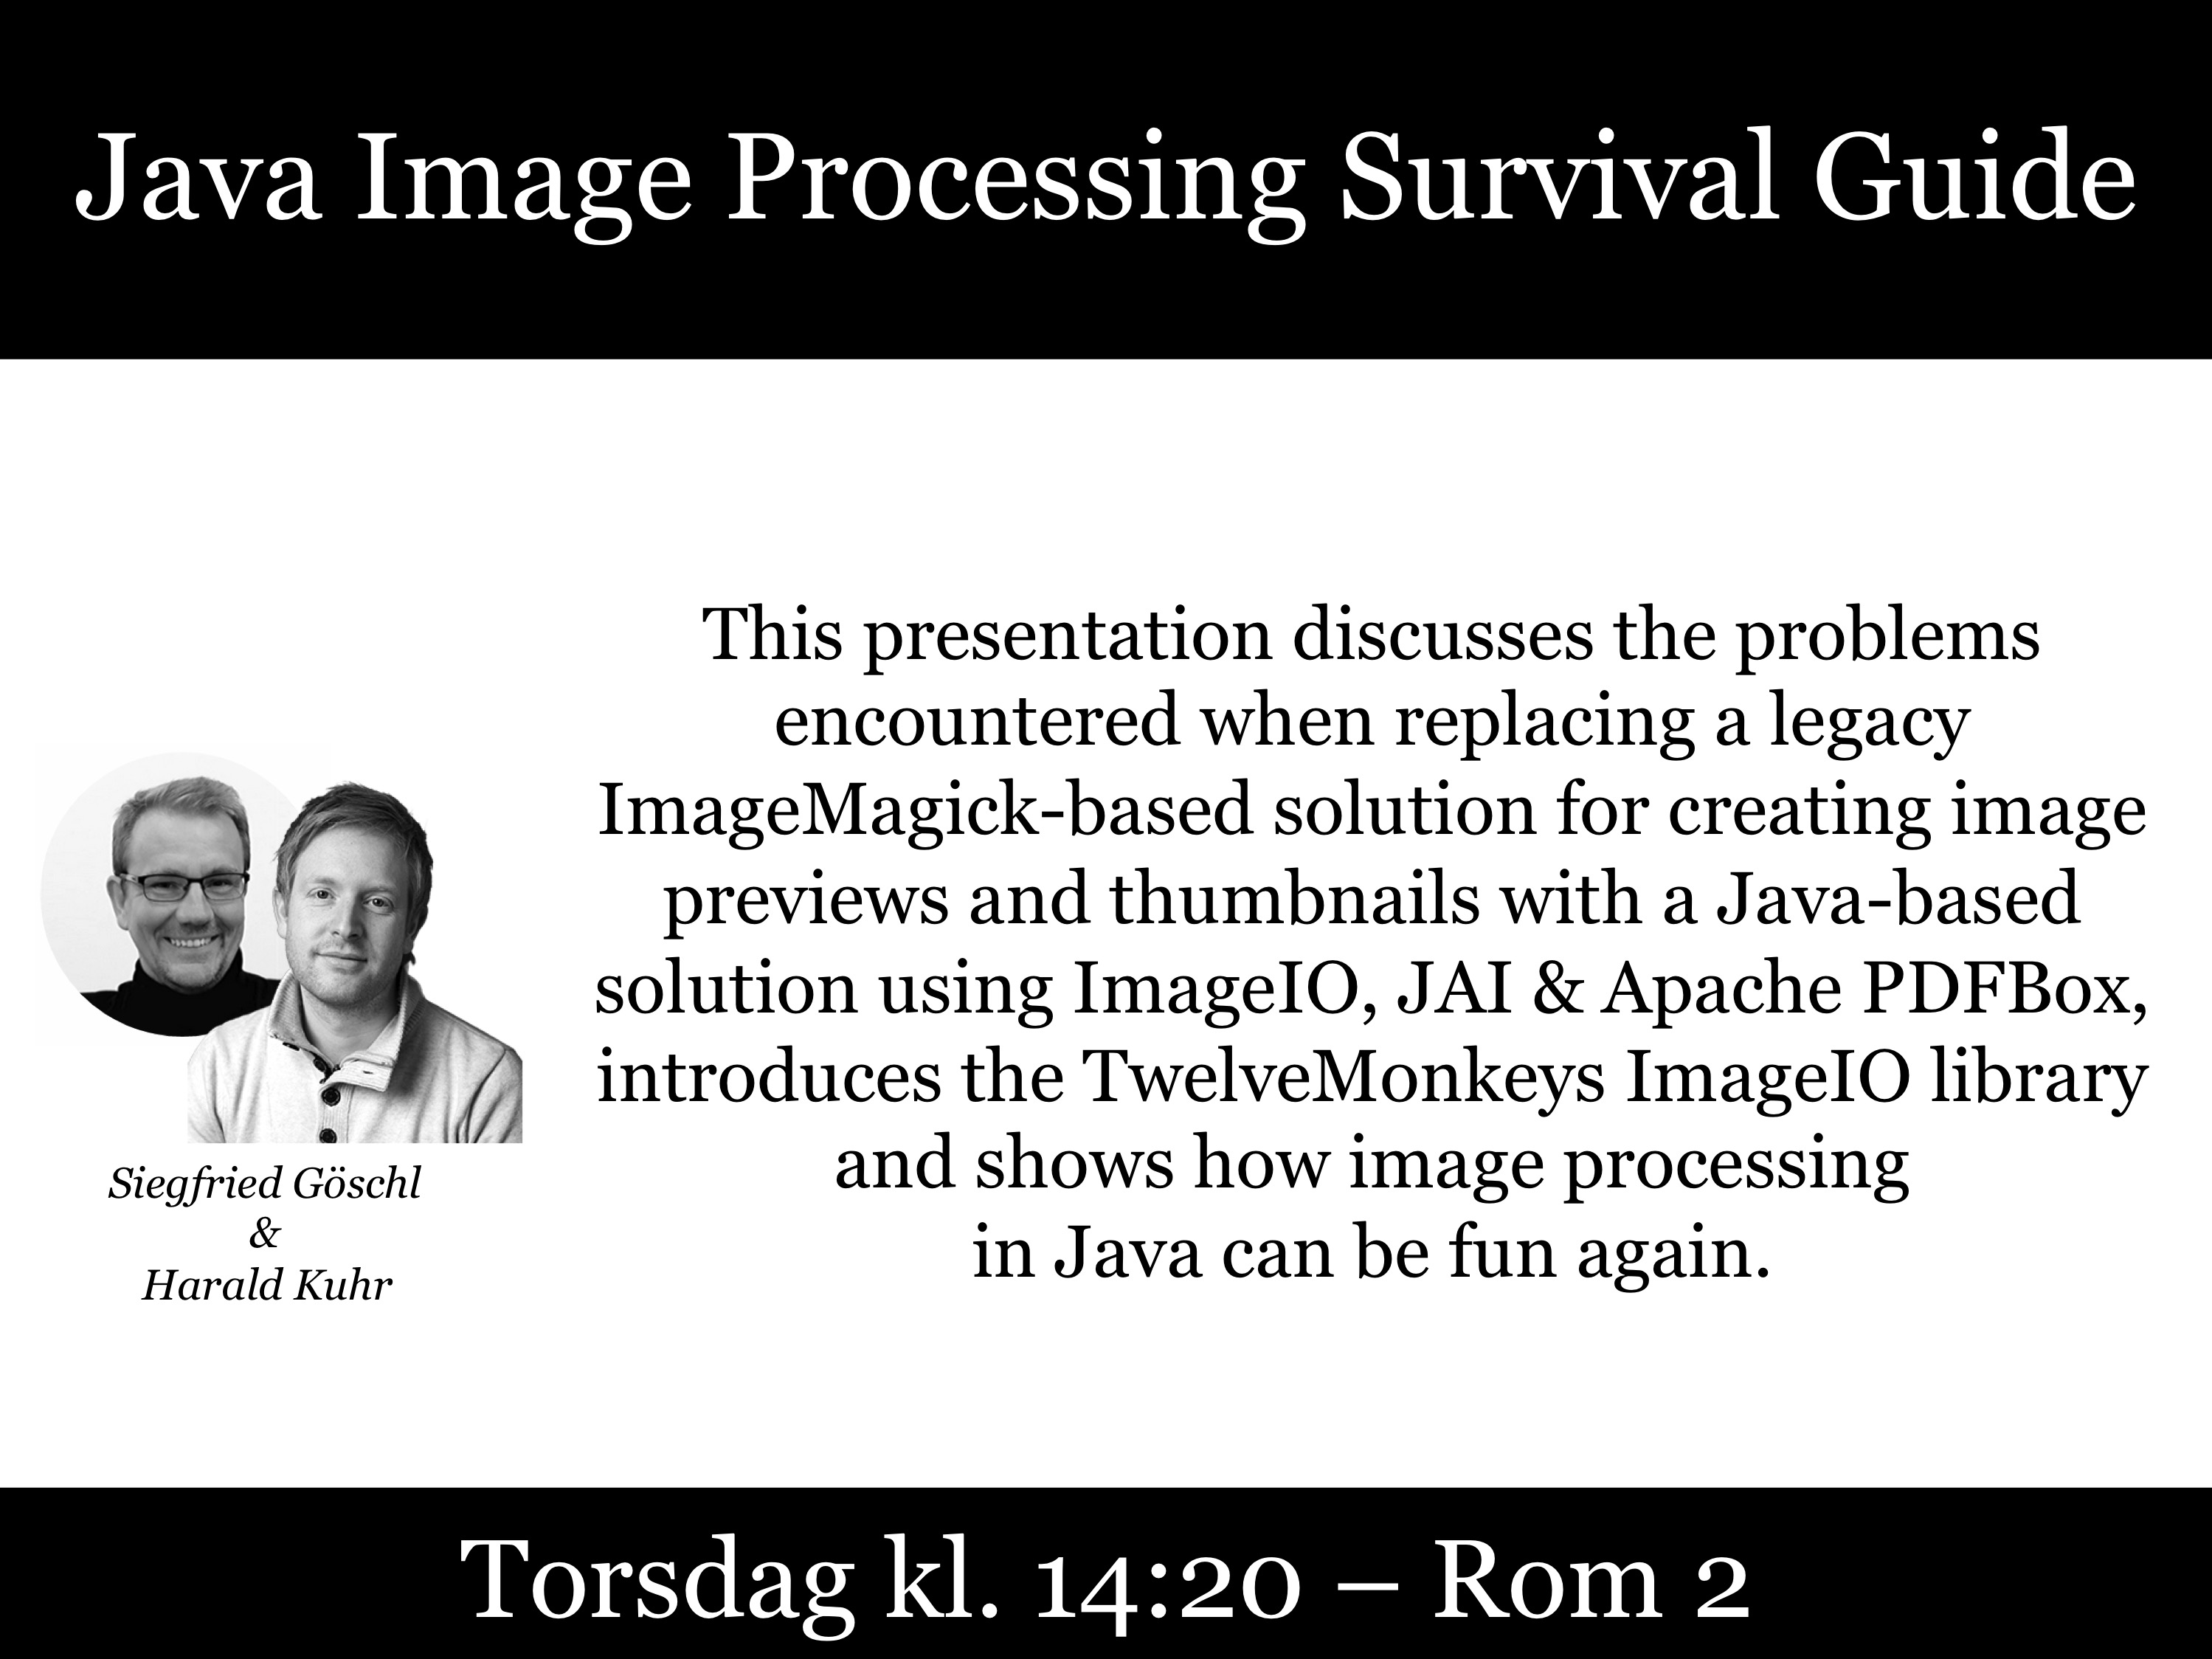 Java Image Processing Survival Guide
This presentation discusses the problems
encountered when replacing a legacy
ImageMagick-based solution for creating image
previews and thumbnails with a Java-based
solution using ImageIO, JAI & Apache PDFBox,
introduces the TwelveMonkeys ImageIO library
and shows how image processing
in Java can be fun again.
Siegfried Göschl
&
Harald Kuhr
Torsdag kl. 14:20 – Rom 2